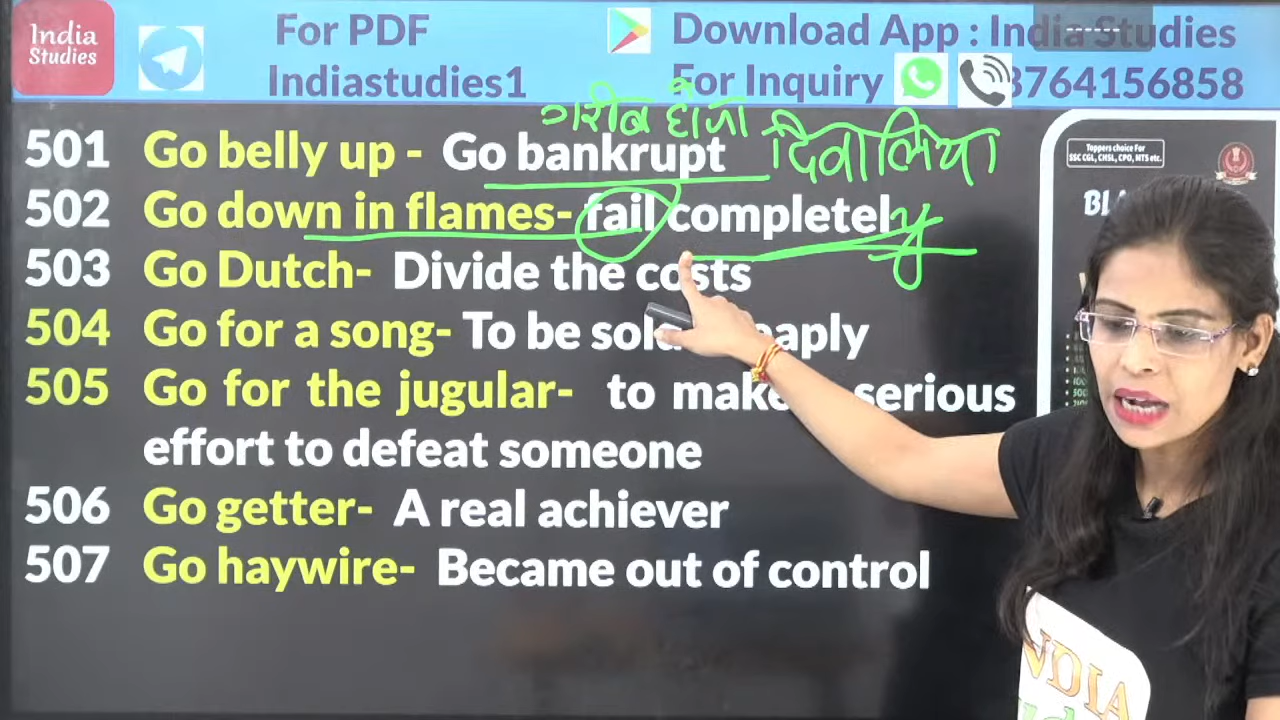 India
Studies
For PDF
Indiastudies1
Download App : India Studies
For Inquiry 8764156858
गरीब होजा
दिवालिया
501 Go belly up - Go bankrupt
502 Go down in flames- fail completely
503 Go Dutch- Divide the costs
504 Go for a song- To be sold cheaply
505 Go for the jugular- to make serious
effort to defeat someone
506 Go getter- A real achiever
507 Go haywire- Became out of control
Toppers choice For
SSC CGL, CHSL, CPO, MTS etc.